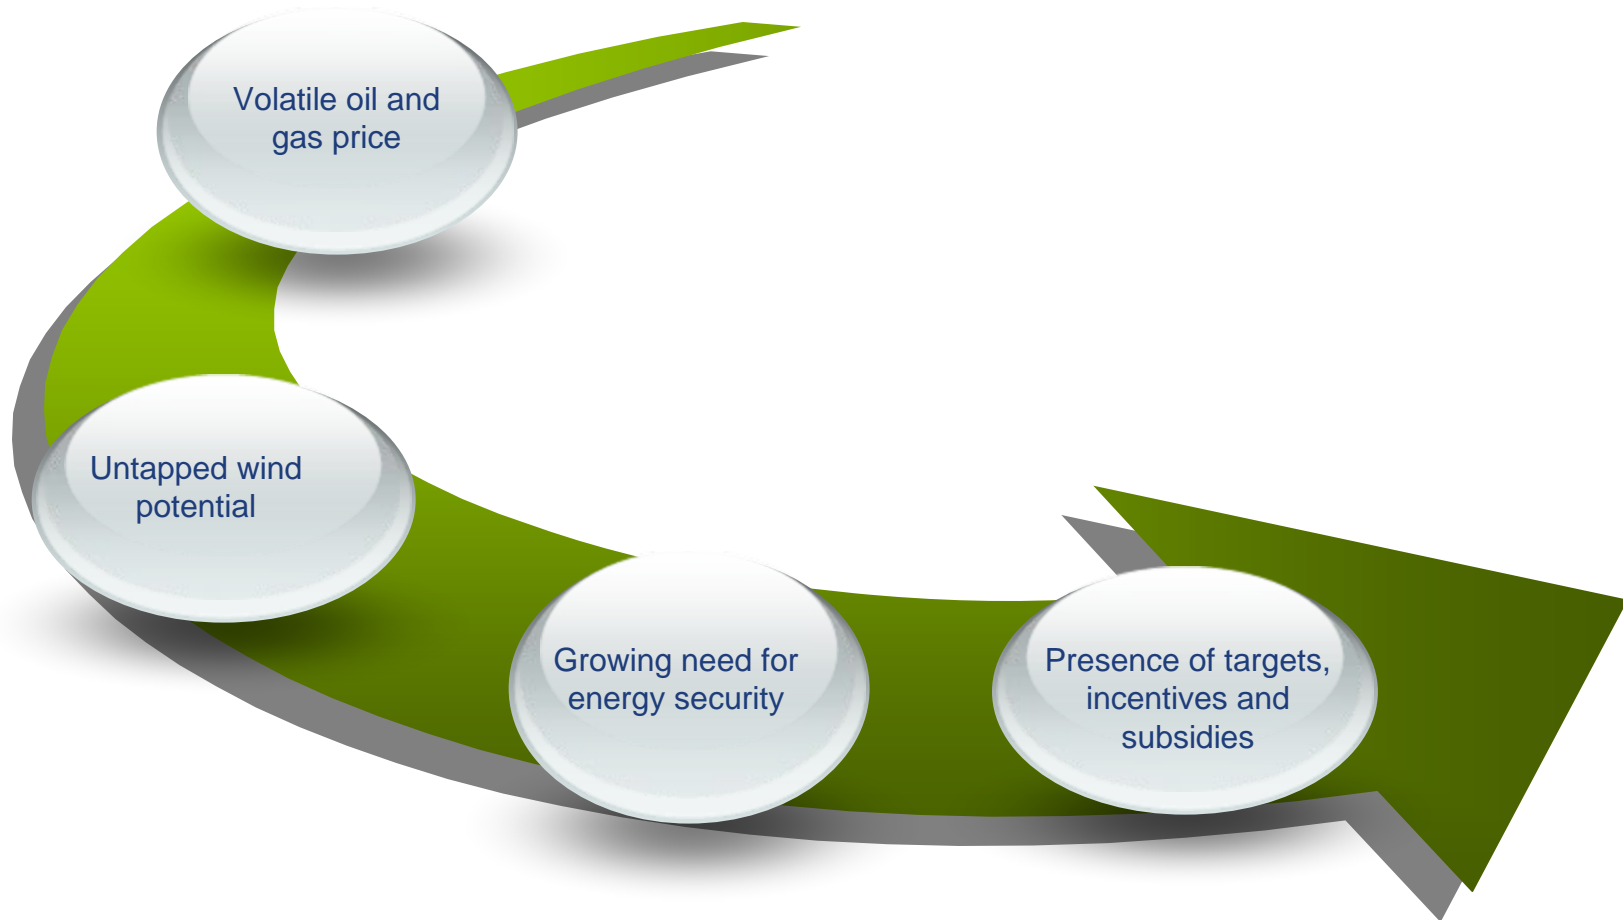 Volatile oil and
gas price
Untapped wind
potential
Growing need for
energy security
Presence of targets,
incentives and
subsidies